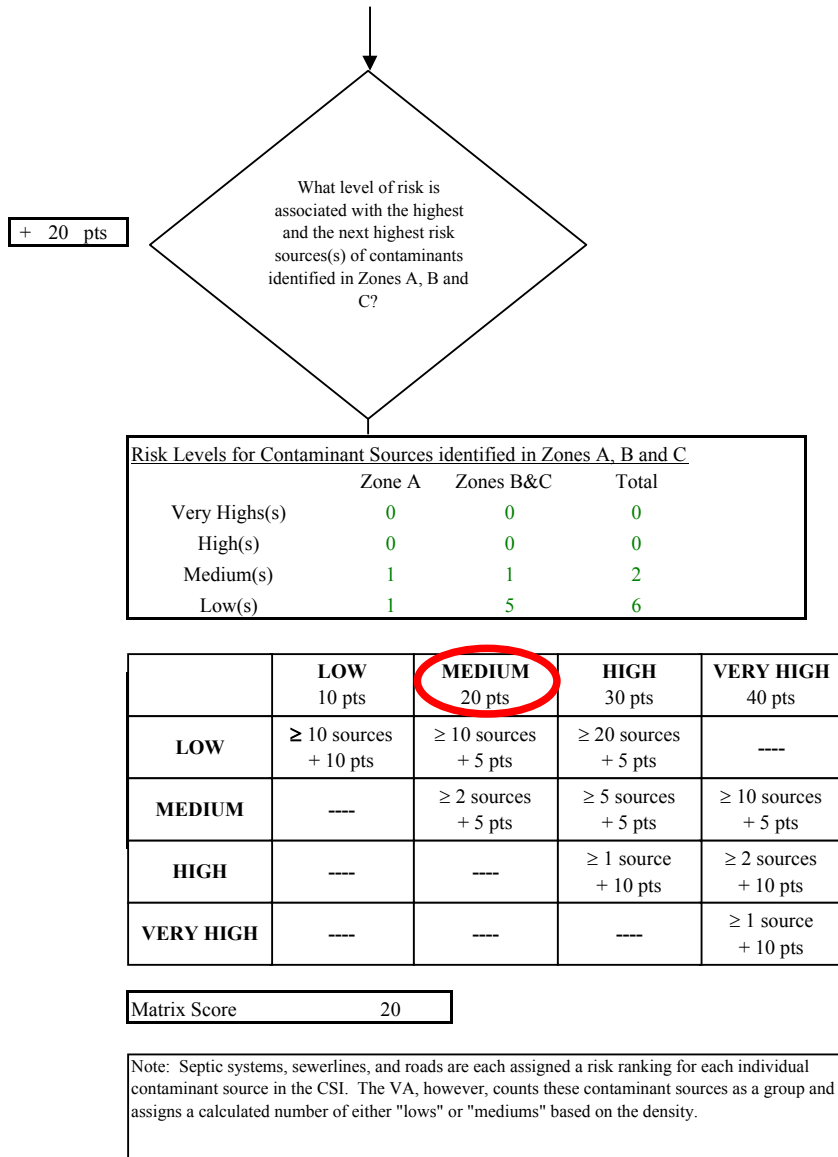 What level of risk is
associated with the highest
and the next highest risk
sources(s) of contaminants
identified in Zones A, B and
C?
+ 20 pts
Risk Levels for Contaminant Sources identified in Zones A, B and C
Zone A Zones B&C Total
Very Highs(s) 0 0 0
High(s) 0 0 0
Medium(s) 1 1 2
Low(s) 1 5 6
LOW MEDIUM HIGH VERY HIGH
10 pts 20 pts 30 pts 40 pts
LOW ≥ 10 sources ≥ 10 sources ≥ 20 sources ----
+ 10 pts + 5 pts + 5 pts
MEDIUM ---- ≥ 2 sources ≥ 5 sources ≥ 10 sources
+ 5 pts + 5 pts + 5 pts
HIGH ---- ---- ≥ 1 source ≥ 2 sources
+ 10 pts + 10 pts
VERY HIGH ---- ---- ---- ≥ 1 source
+ 10 pts
Matrix Score 20
Note: Septic systems, sewerlines, and roads are each assigned a risk ranking for each individual
contaminant source in the CSI. The VA, however, counts these contaminant sources as a group and
assigns a calculated number of either "lows" or "mediums" based on the density.